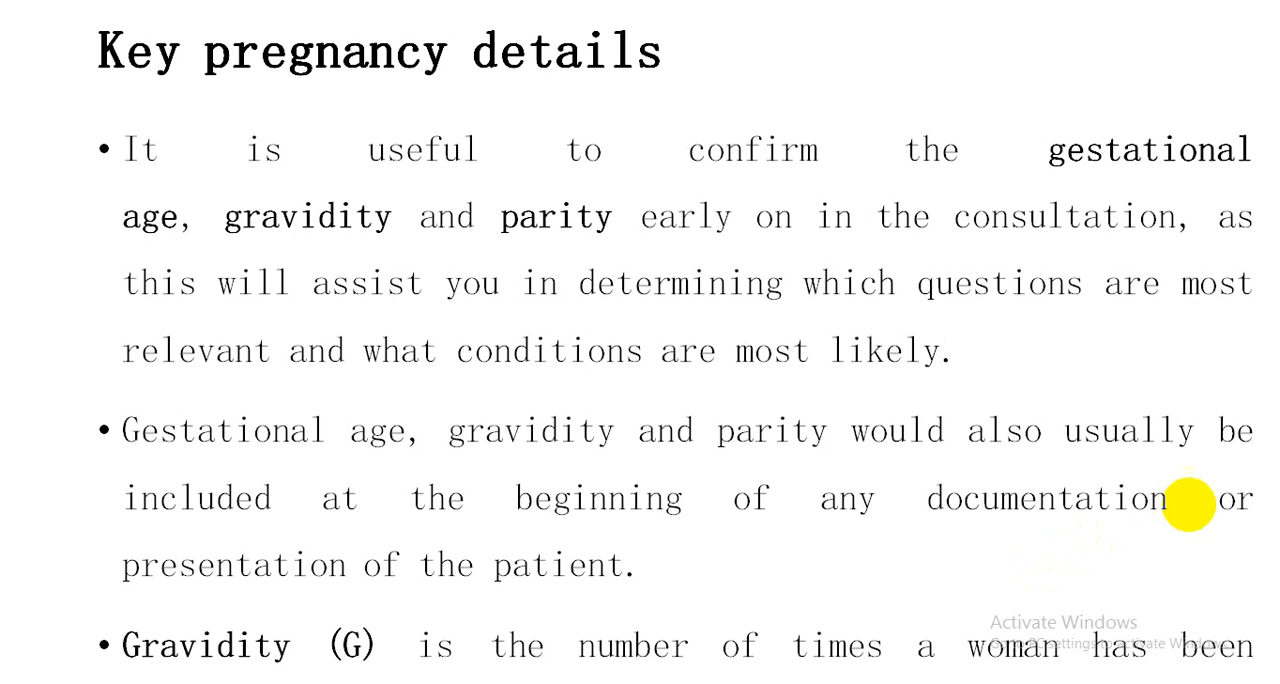 Key pregnancy details
• It is useful to confirm the gestational
age, gravidity and parity early on in the consultation, as
this will assist you in determining which questions are most
relevant and what conditions are most likely.
• Gestational age, gravidity and parity would also usually be
included at the beginning of any documentation or
presentation of the patient.
Activate Windows
• Gravidity (G) is the number of times a woman has been